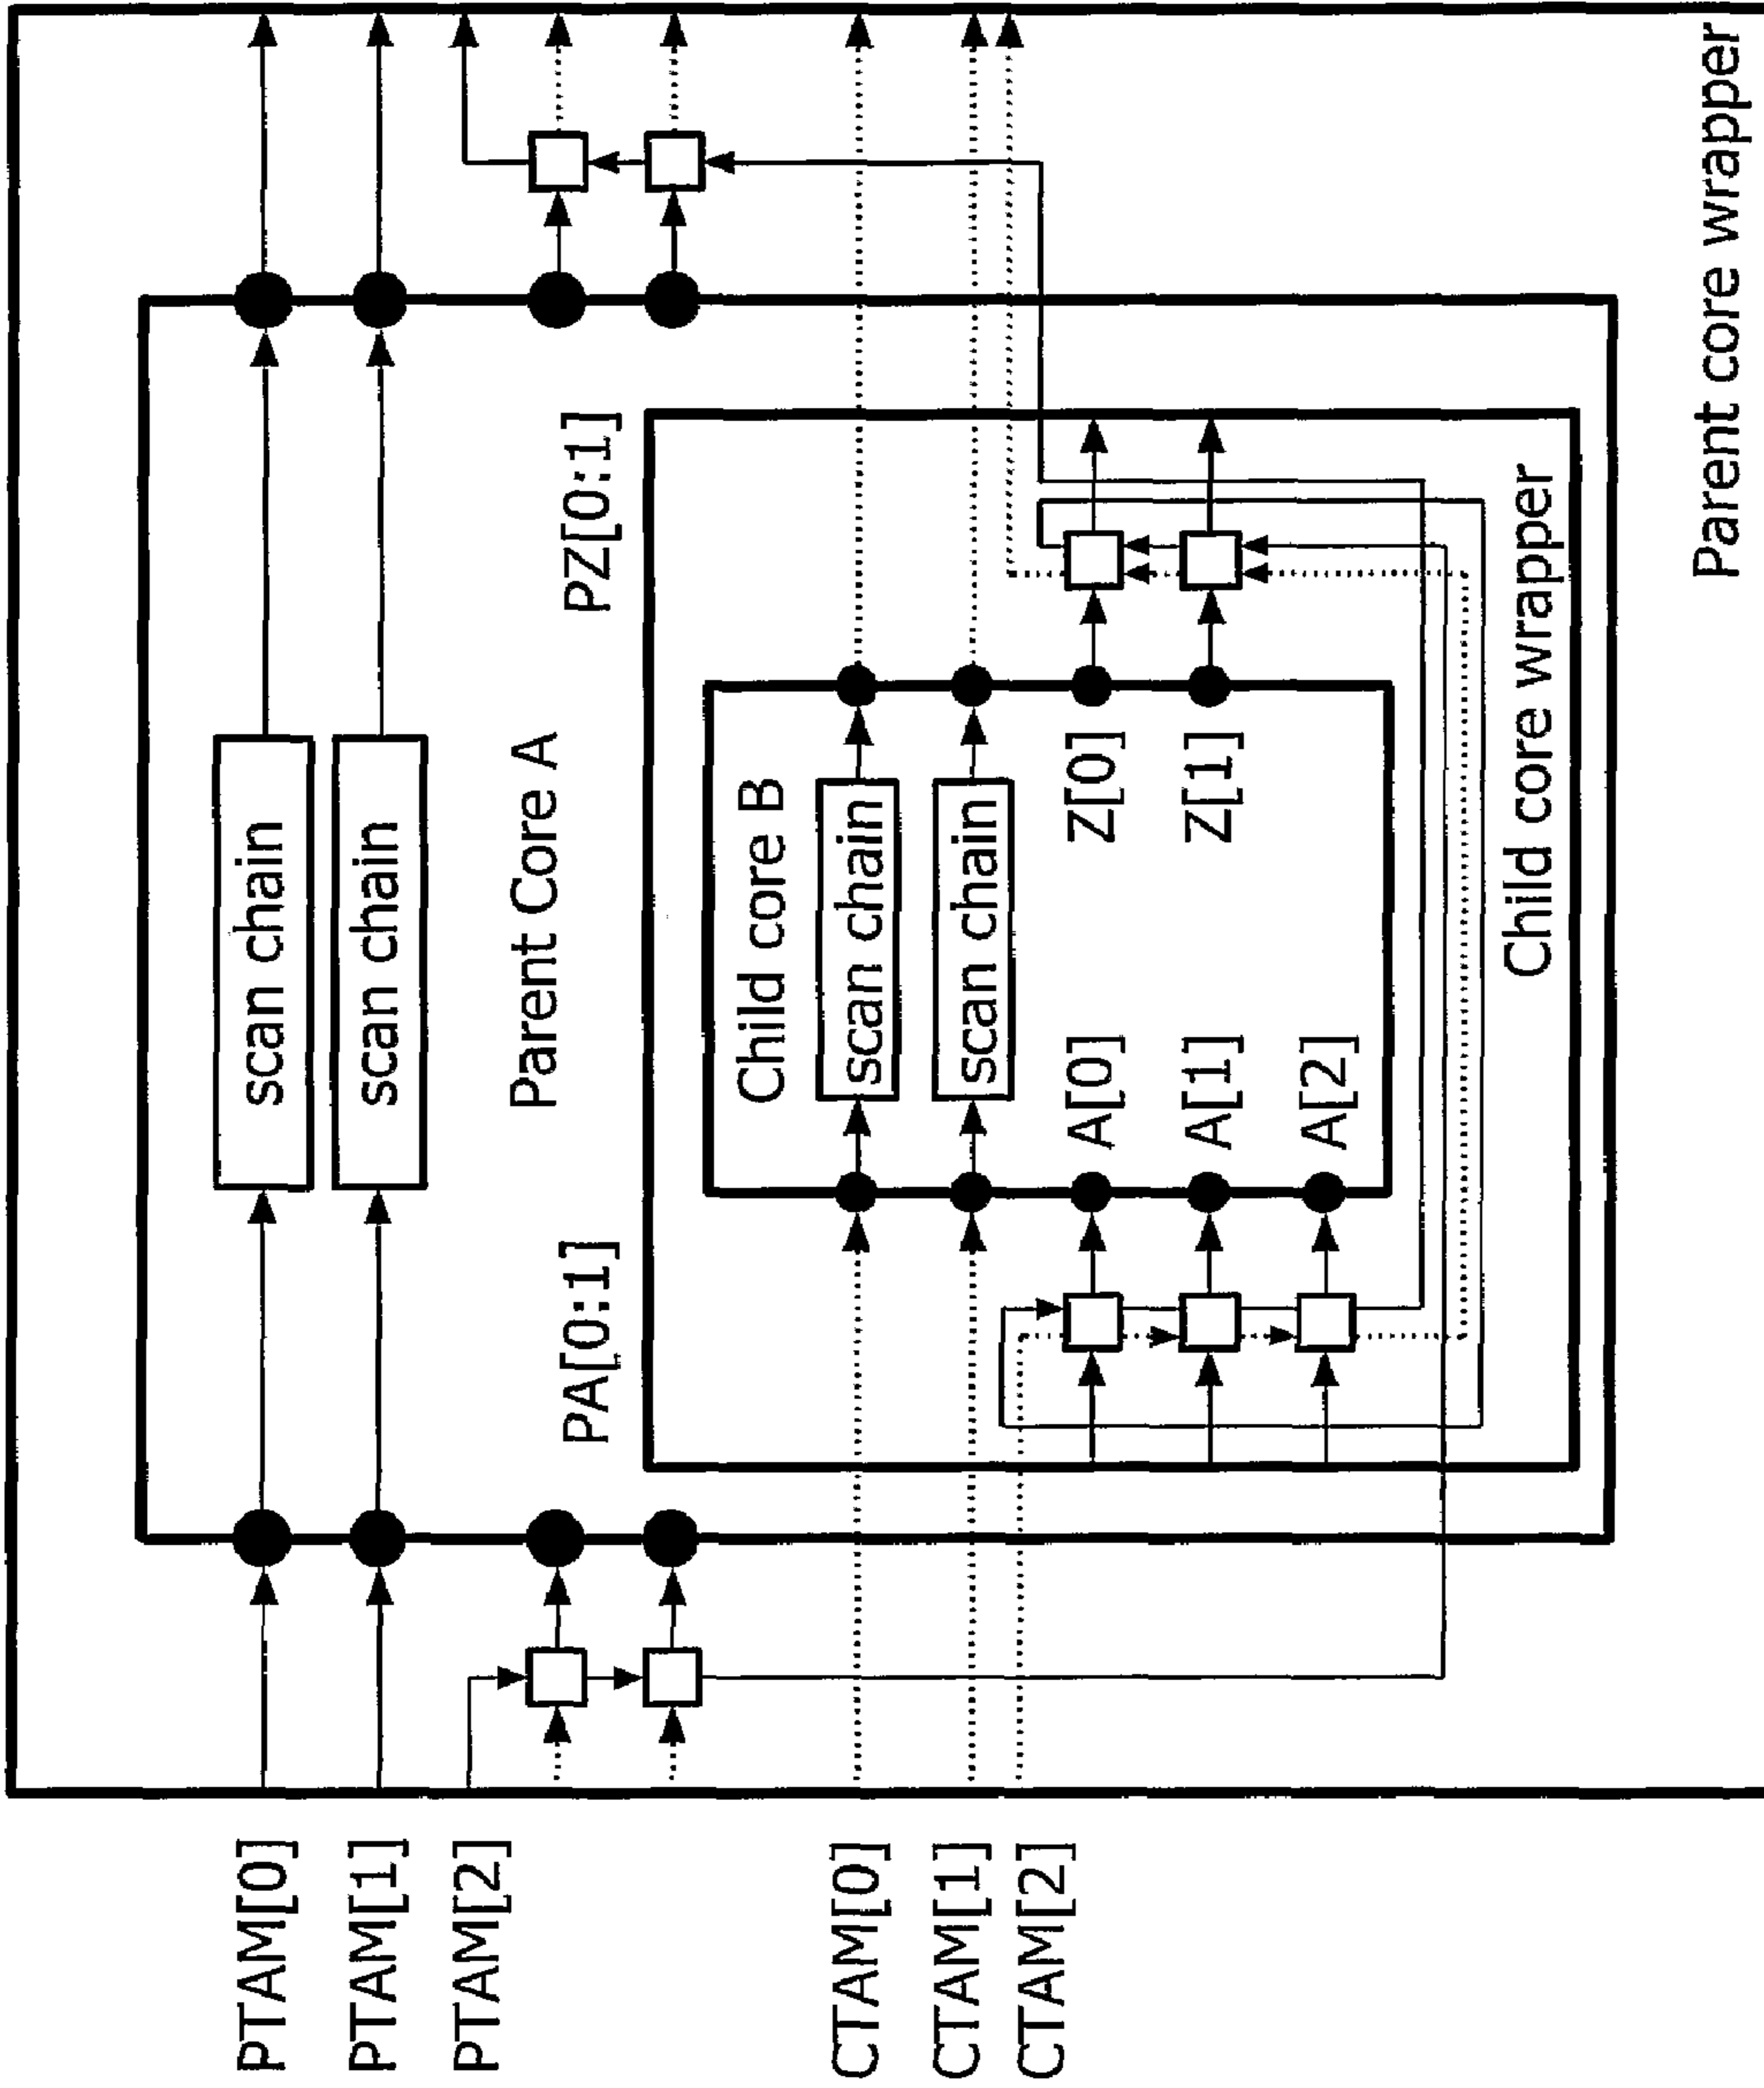 PTAM[0]
PTAM[1]
PTAM[2]
CTAM[0]
CTAM[1]
CTAM[2]
scan chain
scan chain
Parent Core A
PA[0:1]
PZ[0:1]
Child core B
scan chain
scan chain
A[0]
Z[0]
A[1]
Z[1]
A[2]
Child core wrapper
Parent core wrapper